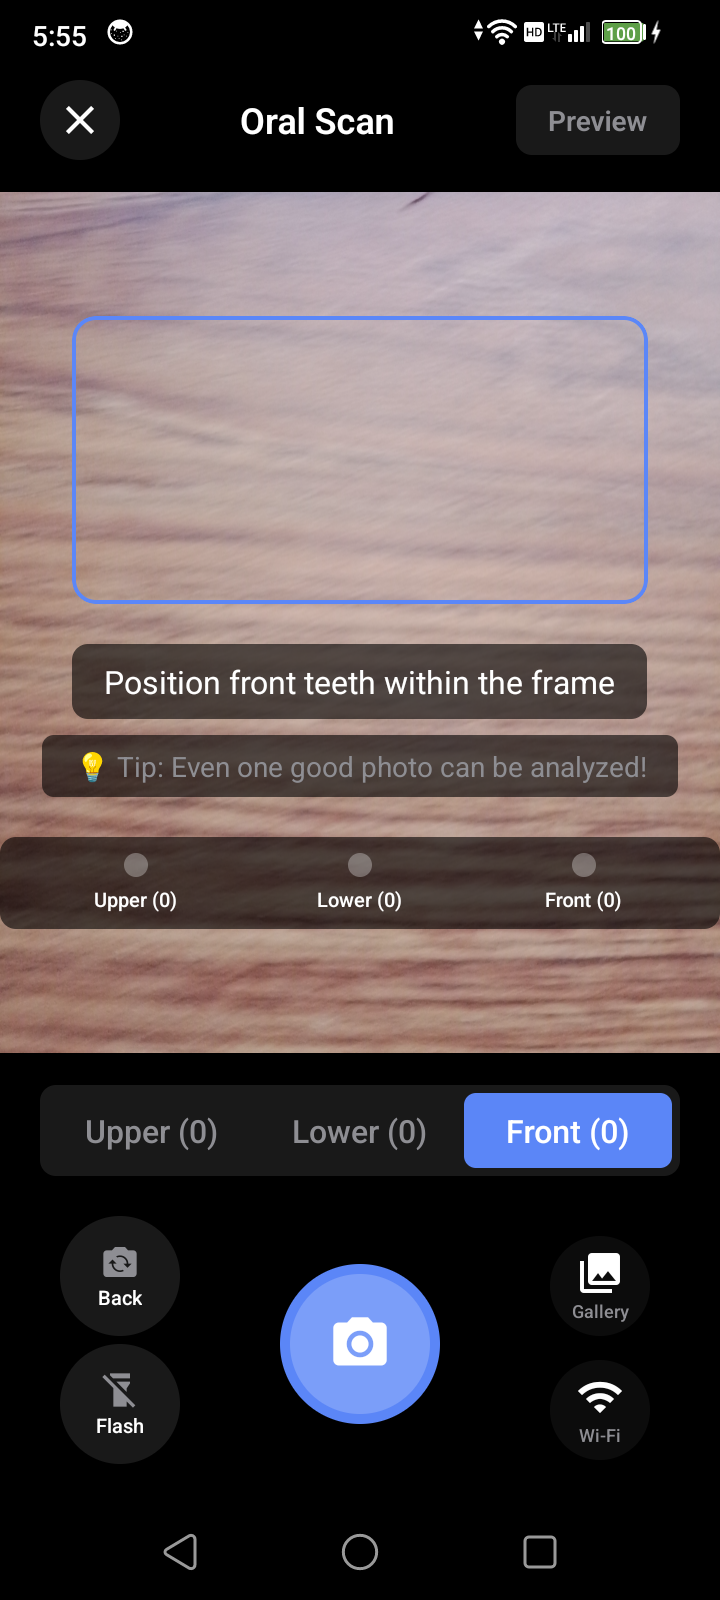 5:55
HD LTE 100
Oral Scan
Preview
Position front teeth within the frame
💡 Tip: Even one good photo can be analyzed!
Upper (0) Lower (0) Front (0)
Upper (0) Lower (0) Front (0)
Back
Gallery
Flash
Wi-Fi